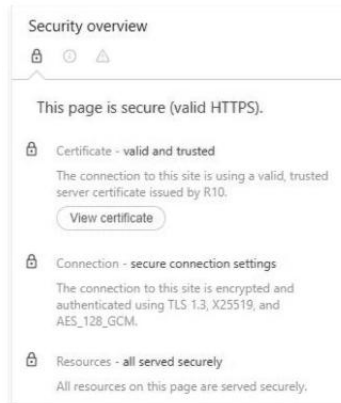 Security overview
This page is secure (valid HTTPS).
Certificate - valid and trusted
The connection to this site is using a valid, trusted
server certificate issued by R10.
View certificate
Connection - secure connection settings
The connection to this site is encrypted and
authenticated using TLS 1.3, X25519, and
AES_128_GCM.
Resources - all served securely
All resources on this page are served securely.